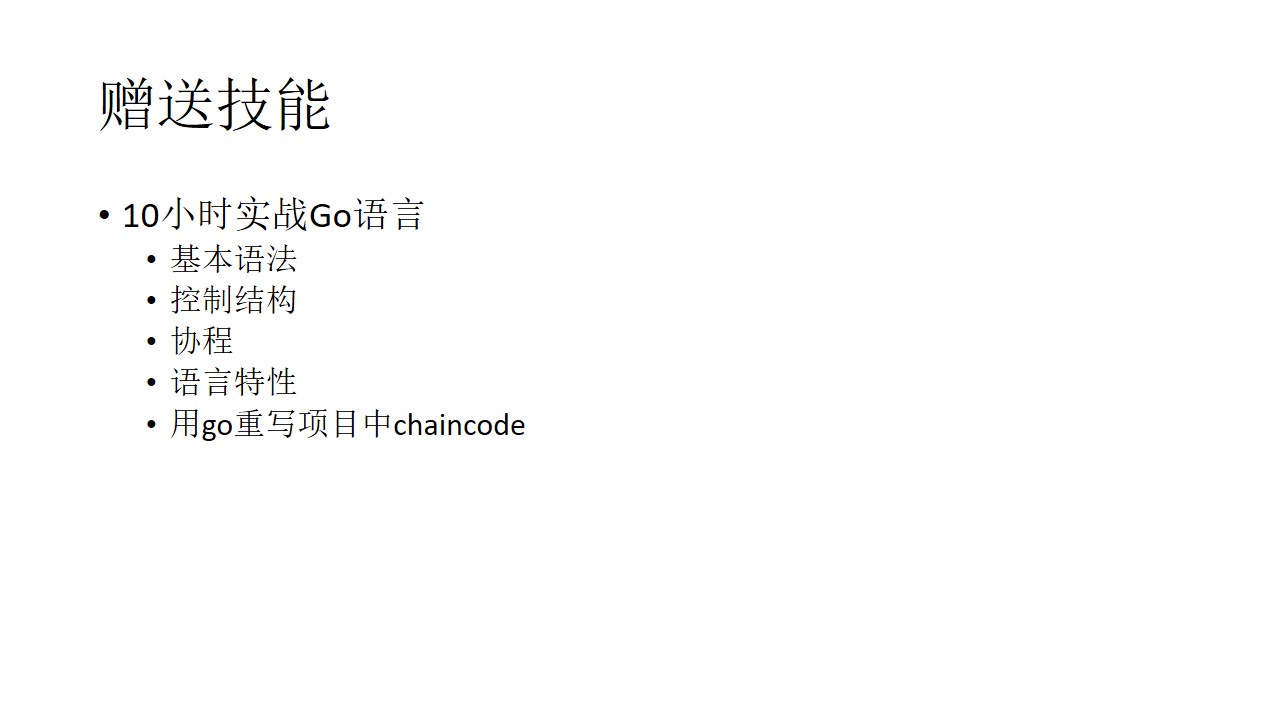 赠送技能
• 10小时实战Go语言
• 基本语法
• 控制结构
• 协程
• 语言特性
• 用go重写项目中chaincode